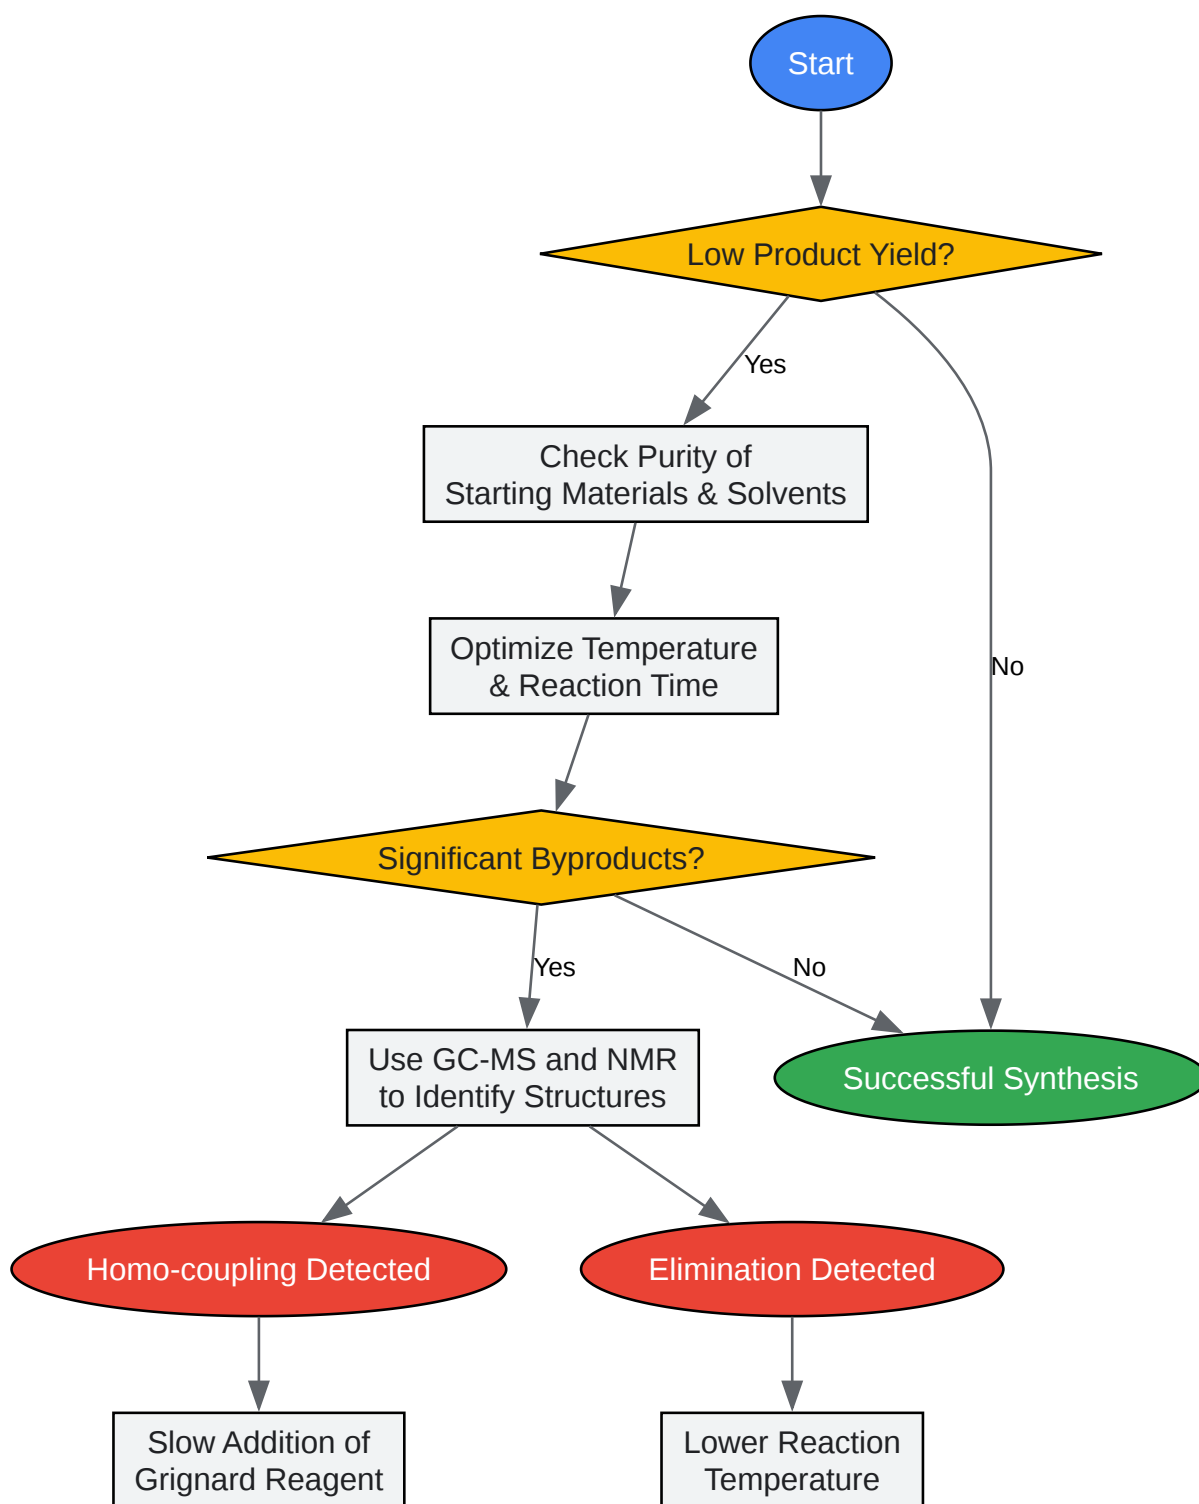 Start
Low Product Yield?
Yes
Check Purity of
Starting Materials & Solvents
Optimize Temperature
& Reaction Time
No
Significant Byproducts?
Yes
No
Use GC-MS and NMR
to Identify Structures
Successful Synthesis
Homo-coupling Detected
Elimination Detected
Slow Addition of
Grignard Reagent
Lower Reaction
Temperature